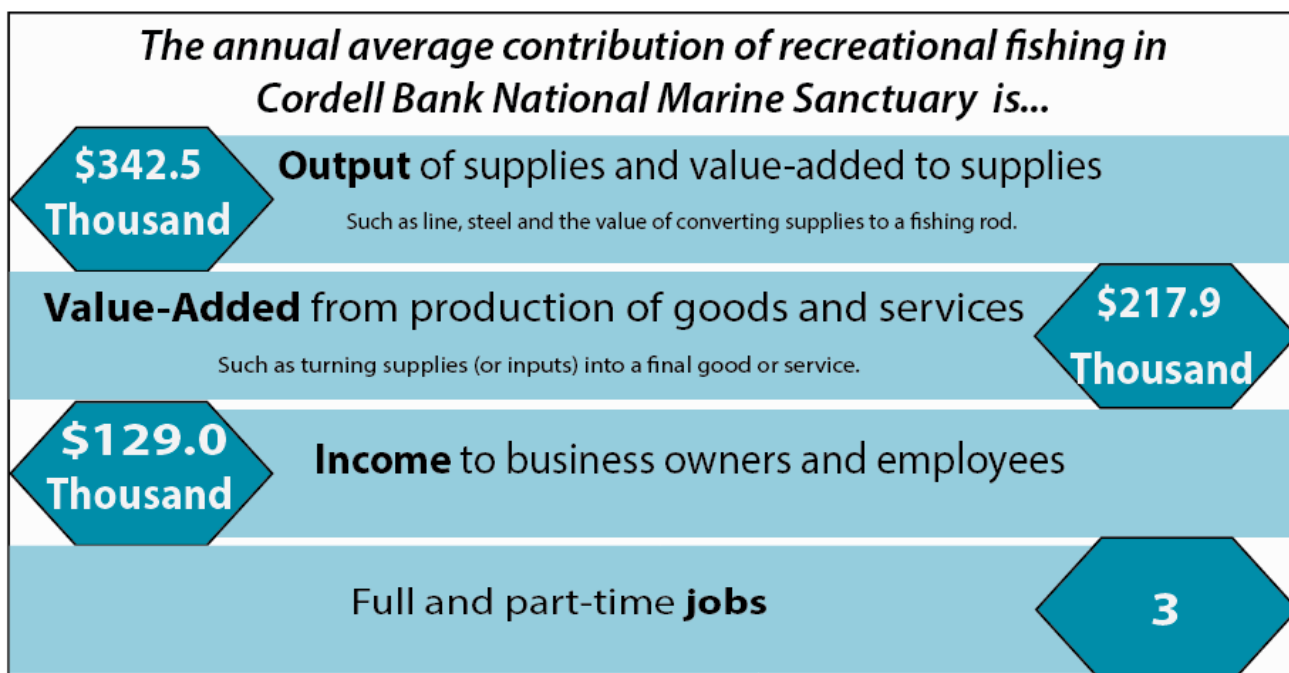 The annual average contribution of recreational fishing in
Cordell Bank National Marine Sanctuary is...
$342.5
Thousand
Output of supplies and value-added to supplies
Such as line, steel and the value of converting supplies to a fishing rod.
Value-Added from production of goods and services
Such as turning supplies (or inputs) into a final good or service.
$217.9
Thousand
$129.0
Thousand
Income to business owners and employees
Full and part-time jobs
3